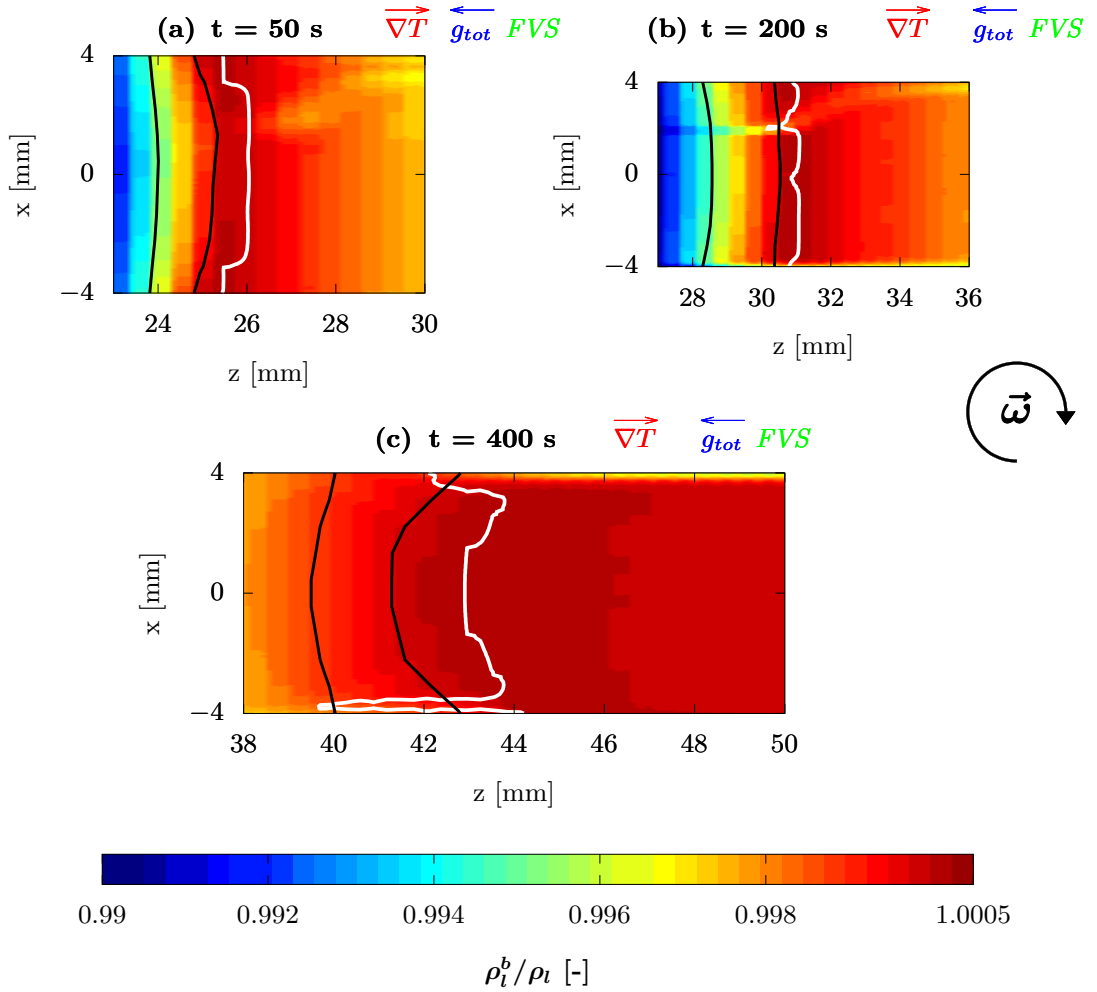 (a) t = 50 s ∇T g_tot FVS
4
0
−4
x [mm]
24 26 28 30
z [mm]
(b) t = 200 s ∇T g_tot FVS
4
0
−4
x [mm]
28 30 32 34 36
z [mm]
ω⃗
(c) t = 400 s ∇T g_tot FVS
4
0
−4
x [mm]
38 40 42 44 46 48 50
z [mm]
0.99 0.992 0.994 0.996 0.998 1.0005
ρ_l^b/ρ_l [-]